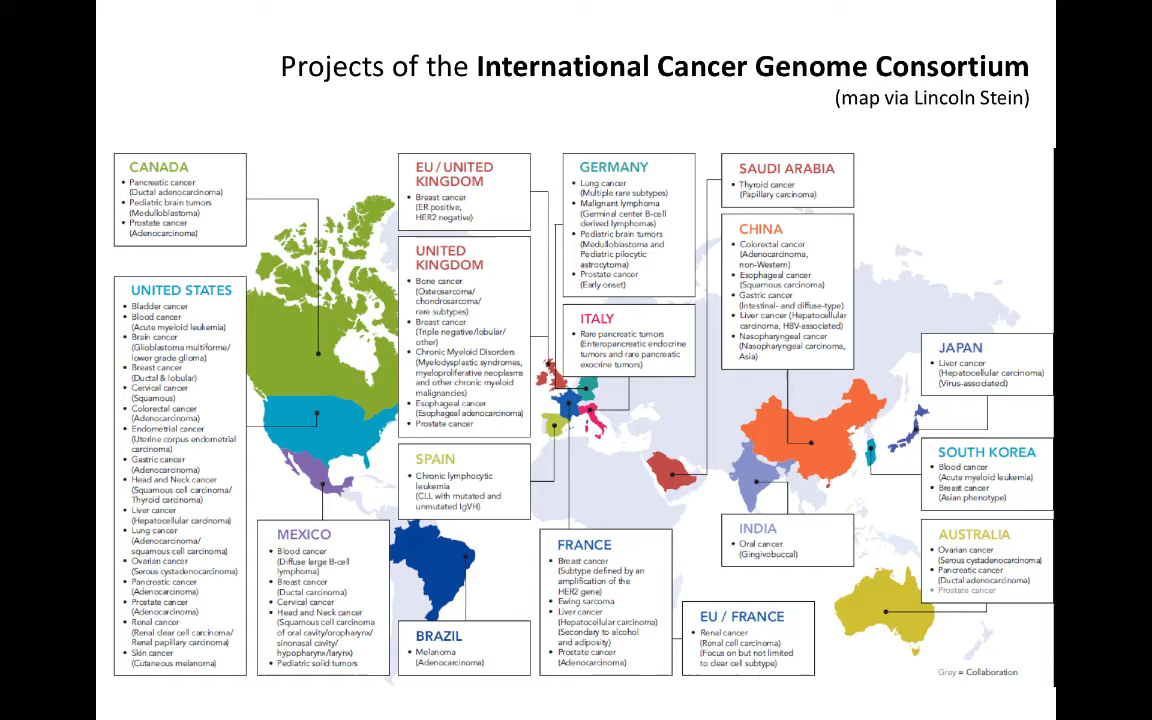 Projects of the International Cancer Genome Consortium
(map via Lincoln Stein)
CANADA
• Pancreatic cancer
(Ductal adenocarcinoma)
• Pediatric brain tumors
(Medulloblastoma)
• Prostate cancer
(Adenocarcinoma)
UNITED STATES
• Bladder cancer
• Blood cancer
(Acute myeloid leukemia)
• Brain cancer
(Glioblastoma multiforme/
lower grade glioma)
• Breast cancer
(Ductal & lobular)
• Cervical cancer
(Squamous)
• Colorectal cancer
(Adenocarcinoma)
• Endometrial cancer
(Uterine corpus endometrial
carcinoma)
• Gastric cancer
(Adenocarcinoma)
• Head and Neck cancer
(Squamous cell carcinoma/
Thyroid carcinoma)
• Liver cancer
(Hepatocellular carcinoma)
• Lung cancer
(Adenocarcinoma/
squamous cell carcinoma)
• Ovarian cancer
(Serous cystadenocarcinoma)
• Pancreatic cancer
(Adenocarcinoma)
• Prostate cancer
(Adenocarcinoma)
• Renal cancer
(Renal clear cell carcinoma/
Renal papillary carcinoma)
• Skin cancer
(Cutaneous melanoma)
MEXICO
• Blood cancer
(Diffuse large B-cell
lymphoma)
• Breast cancer
(Ductal carcinoma)
• Cervical cancer
• Head and Neck cancer
(Squamous cell carcinoma
of oral cavity/oropharynx/
sinonasal cavity/
hypopharynx/larynx)
• Pediatric solid tumors
EU / UNITED
KINGDOM
• Breast cancer
(ER positive,
HER2 negative)
UNITED
KINGDOM
• Bone cancer
(Osteosarcoma/
chondrosarcoma/
rare subtypes)
• Breast cancer
(Triple negative/lobular/
other)
• Chronic Myeloid Disorders
(Myelodysplastic syndromes,
myeloproliferative neoplasms
and other chronic myeloid
malignancies)
• Esophageal cancer
(Esophageal adenocarcinoma)
• Prostate cancer
SPAIN
• Chronic lymphocytic
leukemia
(CLL with mutated and
unmutated IgVH)
BRAZIL
• Melanoma
(Adenocarcinoma)
GERMANY
• Lung cancer
(Multiple rare subtypes)
• Malignant lymphoma
(Germinal center B-cell
derived lymphomas)
• Pediatric brain tumors
(Medulloblastoma and
Pediatric pilocytic
astrocytoma)
• Prostate cancer
(Early onset)
ITALY
• Rare pancreatic tumors
(Enteropancreatic endocrine
tumors and rare pancreatic
exocrine tumors)
FRANCE
• Breast cancer
(Subtype defined by an
amplification of the
HER2 gene)
• Ewing sarcoma
• Liver cancer
(Hepatocellular carcinoma)
(Secondary to alcohol
and adiposity)
• Prostate cancer
(Adenocarcinoma)
EU / FRANCE
• Renal cancer
(Renal cell carcinoma)
(Focus on but not limited
to clear cell subtype)
SAUDI ARABIA
• Thyroid cancer
(Papillary carcinoma)
CHINA
• Colorectal cancer
(Adenocarcinoma,
non-Western)
• Esophageal cancer
(Squamous carcinoma)
• Gastric cancer
(Intestinal- and diffuse-type)
• Liver cancer (Hepatocellular
carcinoma, HBV-associated)
• Nasopharyngeal cancer
(Nasopharyngeal carcinoma,
Asia)
INDIA
• Oral cancer
(Gingivobuccal)
JAPAN
• Liver cancer
(Hepatocellular carcinoma)
(Virus-associated)
SOUTH KOREA
• Blood cancer
(Acute myeloid leukemia)
• Breast cancer
(Asian phenotype)
AUSTRALIA
• Ovarian cancer
(Serous cystadenocarcinoma)
• Pancreatic cancer
(Ductal adenocarcinoma)
• Prostate cancer
Grey = Collaboration